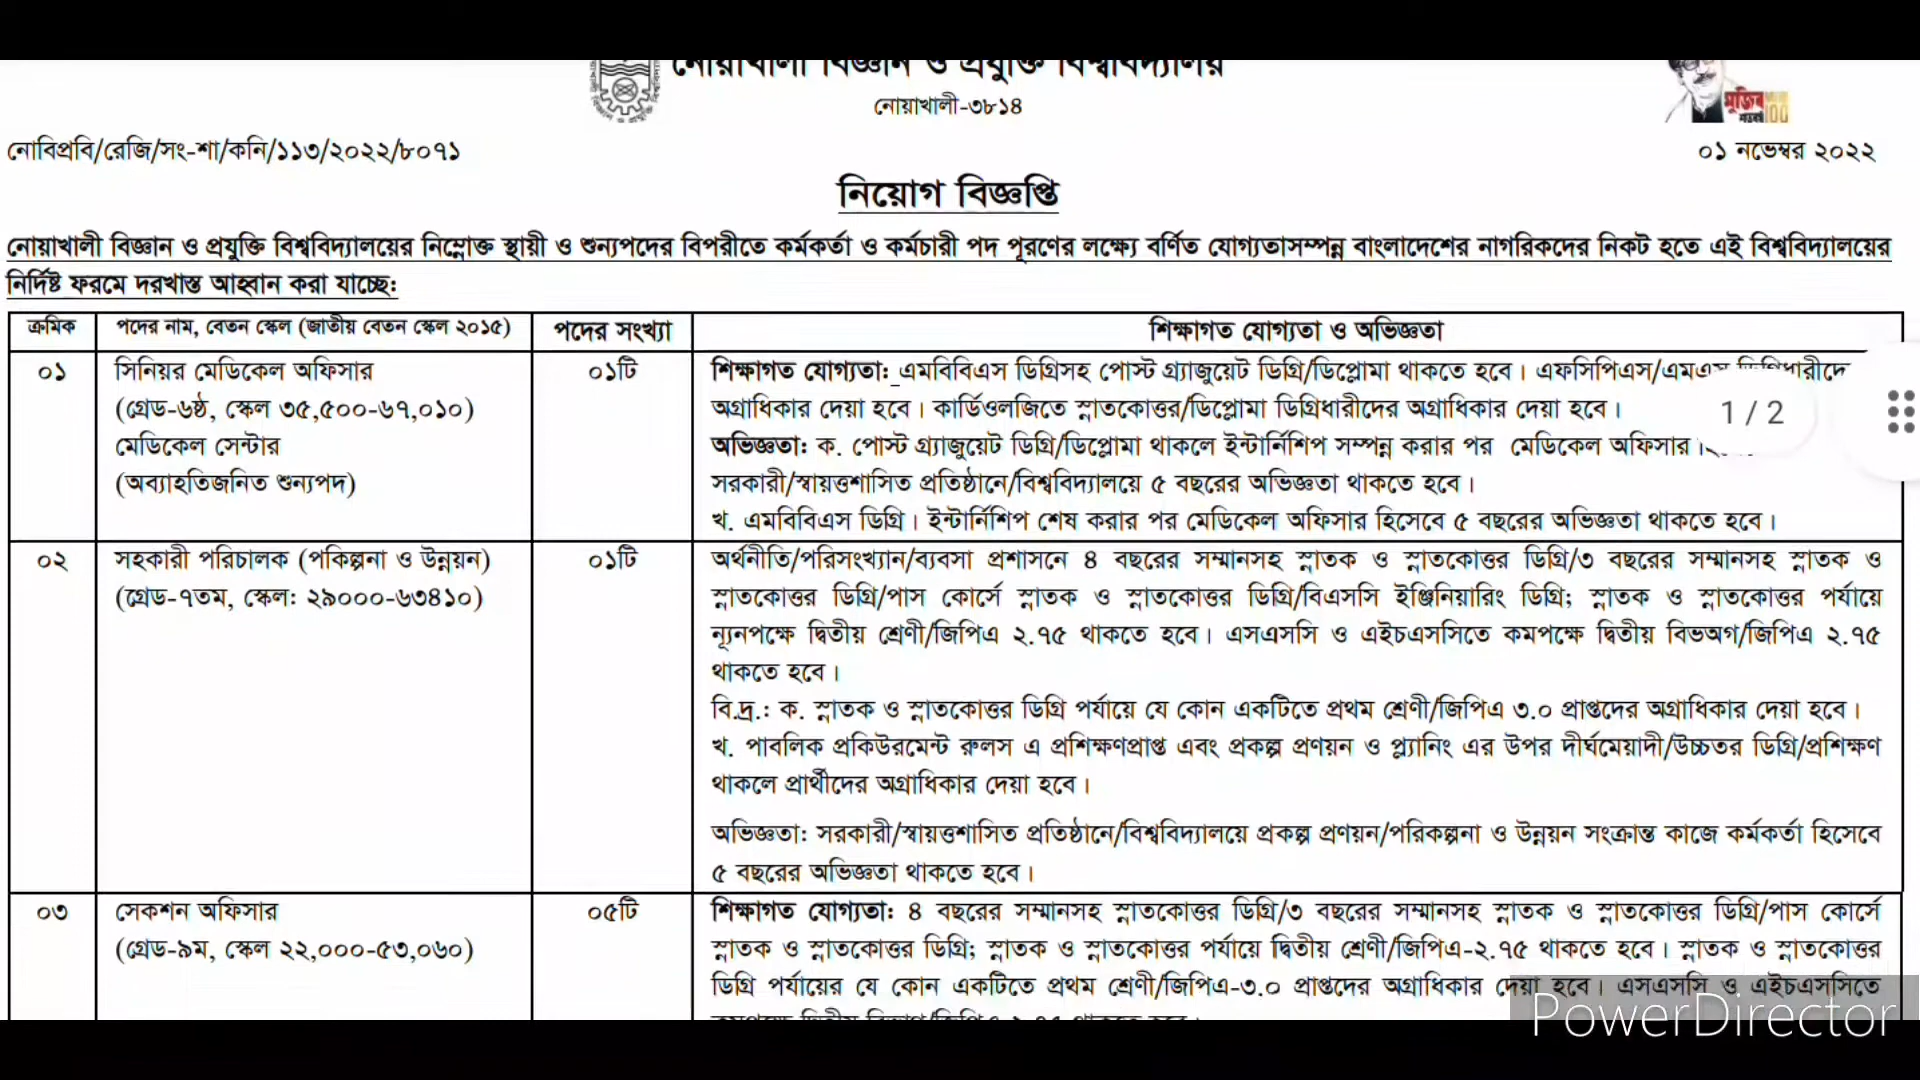 নোয়াখালী বিজ্ঞান ও প্রযুক্তি বিশ্ববিদ্যালয়
নোয়াখালী-৩৮১৪
মুজিব
শতবর্ষ 100
নোবিপ্রবি/রেজি/সং-শা/কনি/১১৩/২০২২/৮০৭১
০১ নভেম্বর ২০২২
নিয়োগ বিজ্ঞপ্তি
নোয়াখালী বিজ্ঞান ও প্রযুক্তি বিশ্ববিদ্যালয়ের নিম্নোক্ত স্থায়ী ও শুন্যপদের বিপরীতে কর্মকর্তা ও কর্মচারী পদ পূরণের লক্ষ্যে বর্ণিত যোগ্যতাসম্পন্ন বাংলাদেশের নাগরিকদের নিকট হতে এই বিশ্ববিদ্যালয়ের
নির্দিষ্ট ফরমে দরখাস্ত আহ্বান করা যাচ্ছে:
ক্রমিক পদের নাম, বেতন স্কেল (জাতীয় বেতন স্কেল ২০১৫) পদের সংখ্যা শিক্ষাগত যোগ্যতা ও অভিজ্ঞতা
০১
সিনিয়র মেডিকেল অফিসার
(গ্রেড-৬ষ্ঠ, স্কেল ৩৫,৫০০-৬৭,০১০)
মেডিকেল সেন্টার
(অব্যাহতিজনিত শুন্যপদ)
০১টি
শিক্ষাগত যোগ্যতা: এমবিবিএস ডিগ্রিসহ পোস্ট গ্র্যাজুয়েট ডিগ্রি/ডিপ্লোমা থাকতে হবে। এফসিপিএস/এমএস
অগ্রাধিকার দেয়া হবে। কার্ডিওলজিতে স্নাতকোত্তর/ডিপ্লোমা ডিগ্রিধারীদের অগ্রাধিকার দেয়া হবে।
অভিজ্ঞতা: ক. পোস্ট গ্র্যাজুয়েট ডিগ্রি/ডিপ্লোমা থাকলে ইন্টার্নিশিপ সম্পন্ন করার পর মেডিকেল অফিসার
সরকারী/স্বায়ত্তশাসিত প্রতিষ্ঠানে/বিশ্ববিদ্যালয়ে ৫ বছরের অভিজ্ঞতা থাকতে হবে।
খ. এমবিবিএস ডিগ্রি। ইন্টার্নিশিপ শেষ করার পর মেডিকেল অফিসার হিসেবে ৫ বছরের অভিজ্ঞতা থাকতে হবে।
1 / 2
০২
সহকারী পরিচালক (পকিল্পনা ও উন্নয়ন)
(গ্রেড-৭তম, স্কেল: ২৯০০০-৬৩৪১০)
০১টি
অর্থনীতি/পরিসংখ্যান/ব্যবসা প্রশাসনে ৪ বছরের সম্মানসহ স্নাতক ও স্নাতকোত্তর ডিগ্রি/৩ বছরের সম্মানসহ স্নাতক ও
স্নাতকোত্তর ডিগ্রি/পাস কোর্সে স্নাতক ও স্নাতকোত্তর ডিগ্রি/বিএসসি ইঞ্জিনিয়ারিং ডিগ্রি; স্নাতক ও স্নাতকোত্তর পর্যায়ে
ন্যূনপক্ষে দ্বিতীয় শ্রেণী/জিপিএ ২.৭৫ থাকতে হবে। এসএসসি ও এইচএসসিতে কমপক্ষে দ্বিতীয় বিভঅগ/জিপিএ ২.৭৫
থাকতে হবে।
বি.দ্র.: ক. স্নাতক ও স্নাতকোত্তর ডিগ্রি পর্যায়ে যে কোন একটিতে প্রথম শ্রেণী/জিপিএ ৩.০ প্রাপ্তদের অগ্রাধিকার দেয়া হবে।
খ. পাবলিক প্রকিউরমেন্ট রুলস এ প্রশিক্ষণপ্রাপ্ত এবং প্রকল্প প্রণয়ন ও প্ল্যানিং এর উপর দীর্ঘমেয়াদী/উচ্চতর ডিগ্রি/প্রশিক্ষণ
থাকলে প্রার্থীদের অগ্রাধিকার দেয়া হবে।
অভিজ্ঞতা: সরকারী/স্বায়ত্তশাসিত প্রতিষ্ঠানে/বিশ্ববিদ্যালয়ে প্রকল্প প্রণয়ন/পরিকল্পনা ও উন্নয়ন সংক্রান্ত কাজে কর্মকর্তা হিসেবে
৫ বছরের অভিজ্ঞতা থাকতে হবে।
০৩
সেকশন অফিসার
(গ্রেড-৯ম, স্কেল ২২,০০০-৫৩,০৬০)
০৫টি
শিক্ষাগত যোগ্যতা: ৪ বছরের সম্মানসহ স্নাতকোত্তর ডিগ্রি/৩ বছরের সম্মানসহ স্নাতক ও স্নাতকোত্তর ডিগ্রি/পাস কোর্সে
স্নাতক ও স্নাতকোত্তর ডিগ্রি; স্নাতক ও স্নাতকোত্তর পর্যায়ে দ্বিতীয় শ্রেণী/জিপিএ-২.৭৫ থাকতে হবে। স্নাতক ও স্নাতকোত্তর
ডিগ্রি পর্যায়ের যে কোন একটিতে প্রথম শ্রেণী/জিপিএ-৩.০ প্রাপ্তদের অগ্রাধিকার দেয়া হবে। এসএসসি ও এইচএসসিতে
PowerDirector